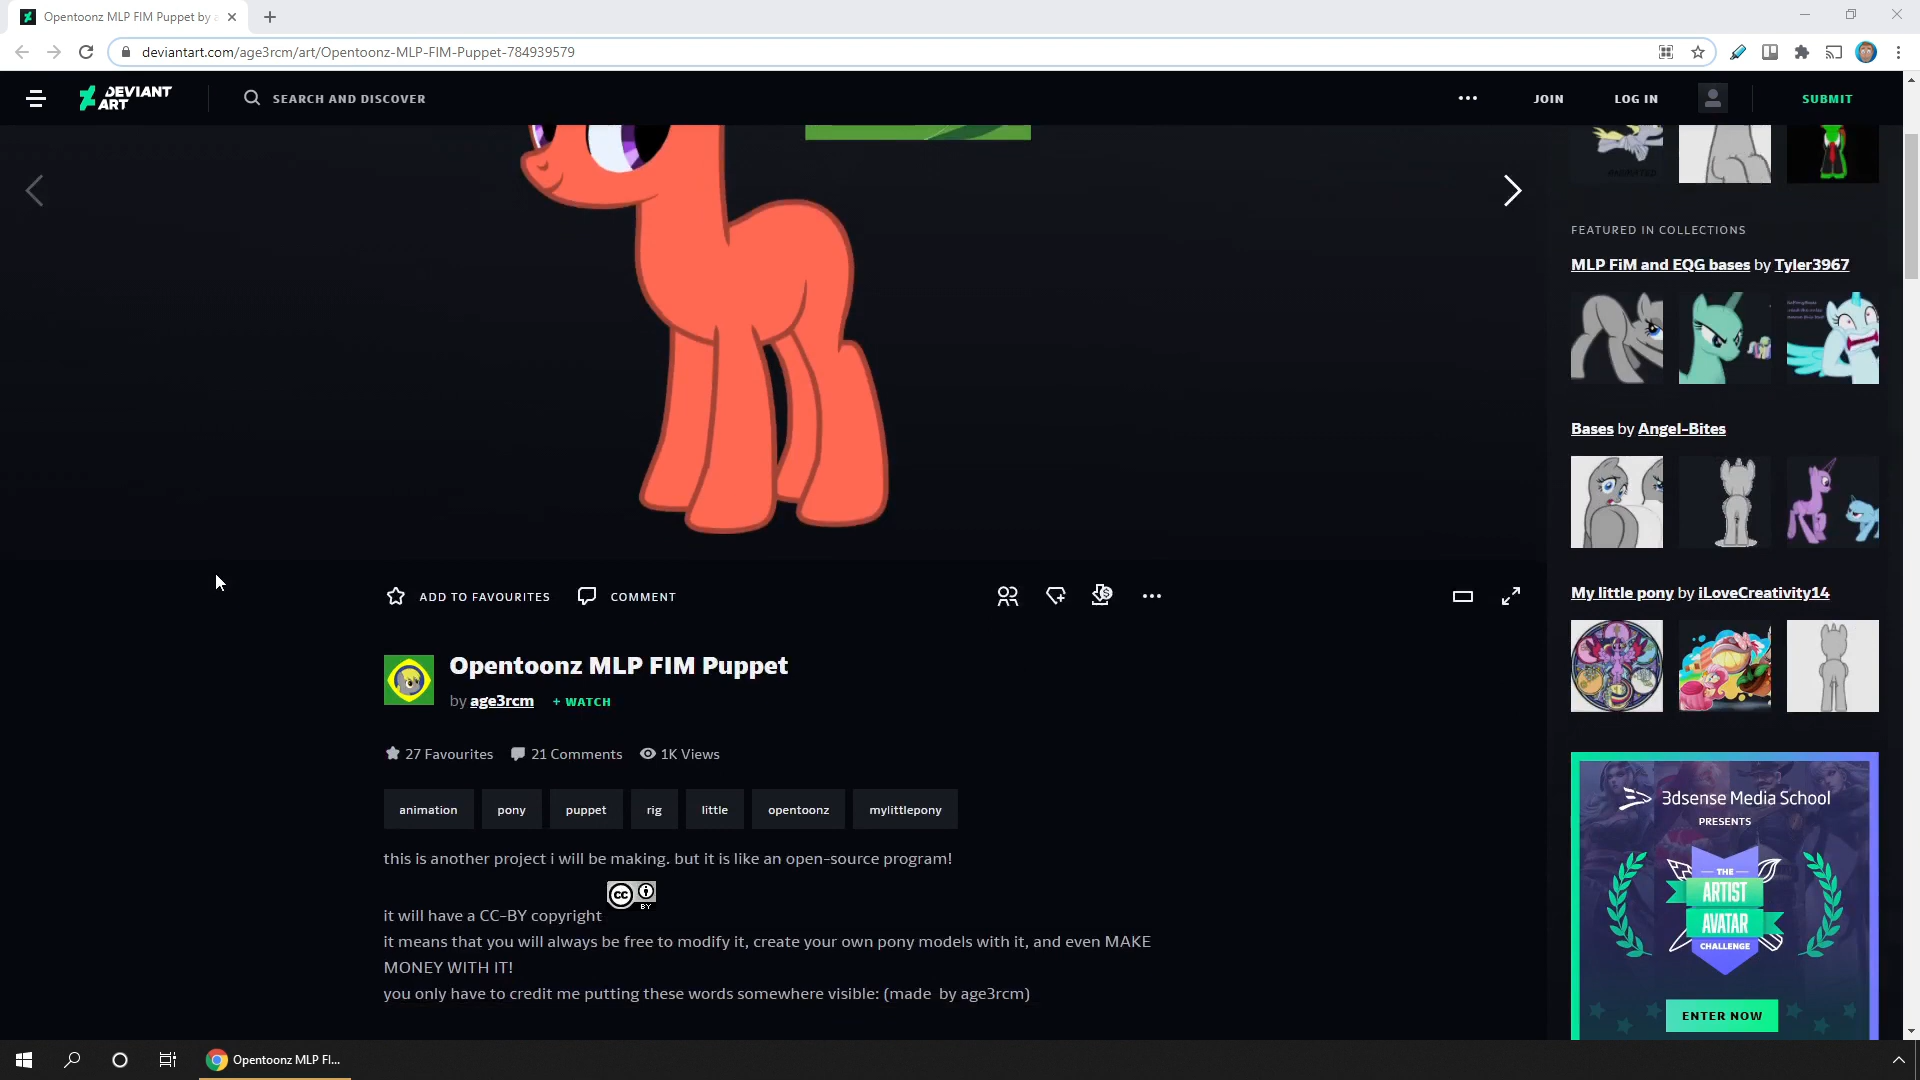 Opentoonz MLP FIM Puppet by
deviantart.com/age3rcm/art/Opentoonz-MLP-FIM-Puppet-784939579
DEVIANT
ART
SEARCH AND DISCOVER
JOIN
LOG IN
SUBMIT
FEATURED IN COLLECTIONS
MLP FiM and EQG bases by Tyler3967
Bases by Angel-Bites
My little pony by iLoveCreativity14
ADD TO FAVOURITES
COMMENT
Opentoonz MLP FIM Puppet
by age3rcm + WATCH
27 Favourites 21 Comments 1K Views
animation pony puppet rig little opentoonz mylittlepony
this is another project i will be making. but it is like an open-source program!
cc
BY
it will have a CC-BY copyright
it means that you will always be free to modify it, create your own pony models with it, and even MAKE
MONEY WITH IT!
you only have to credit me putting these words somewhere visible: (made by age3rcm)
3dsense Media School
PRESENTS
THE
ARTIST
AVATAR
CHALLENGE
ENTER NOW
Opentoonz MLP FI...